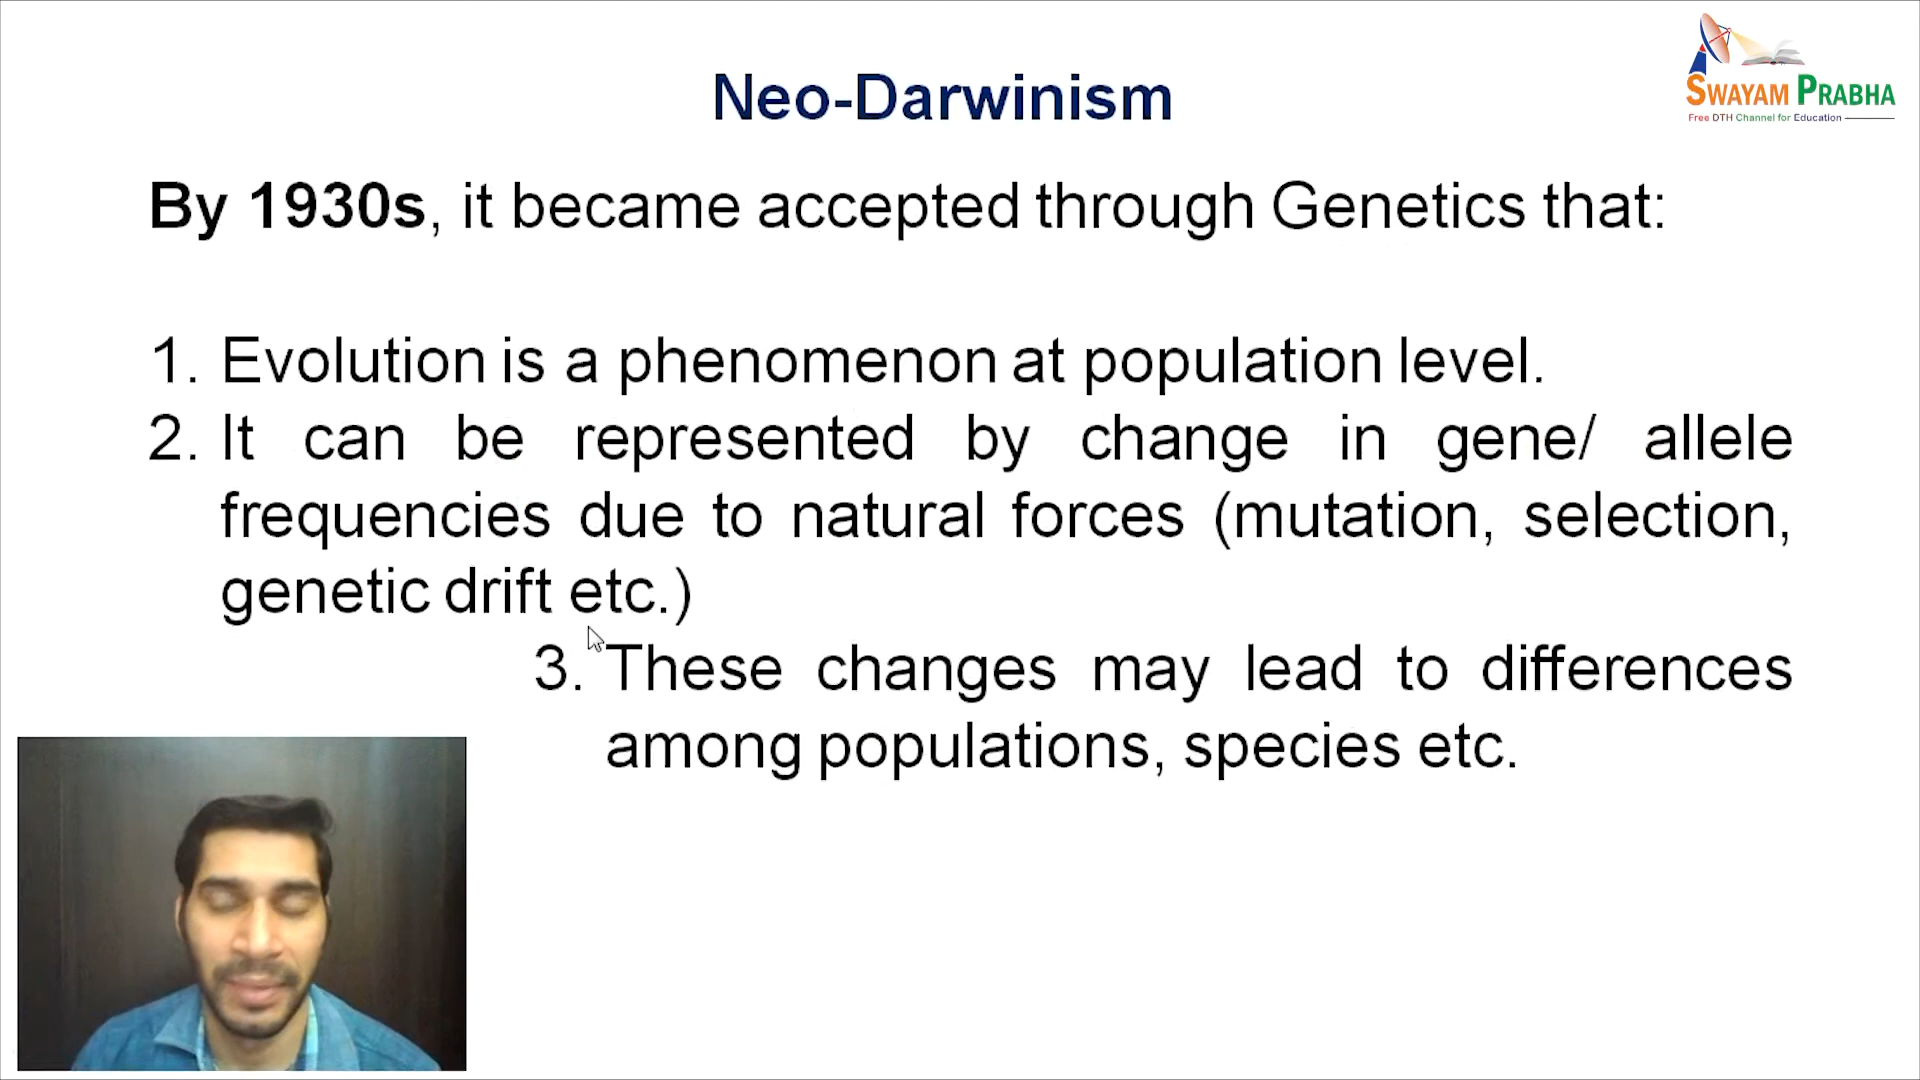 SWAYAM PRABHA
Free DTH Channel for Education
Neo-Darwinism
By 1930s, it became accepted through Genetics that:
1. Evolution is a phenomenon at population level.
2. It can be represented by change in gene/ allele
frequencies due to natural forces (mutation, selection,
genetic drift etc.)
3. These changes may lead to differences
among populations, species etc.